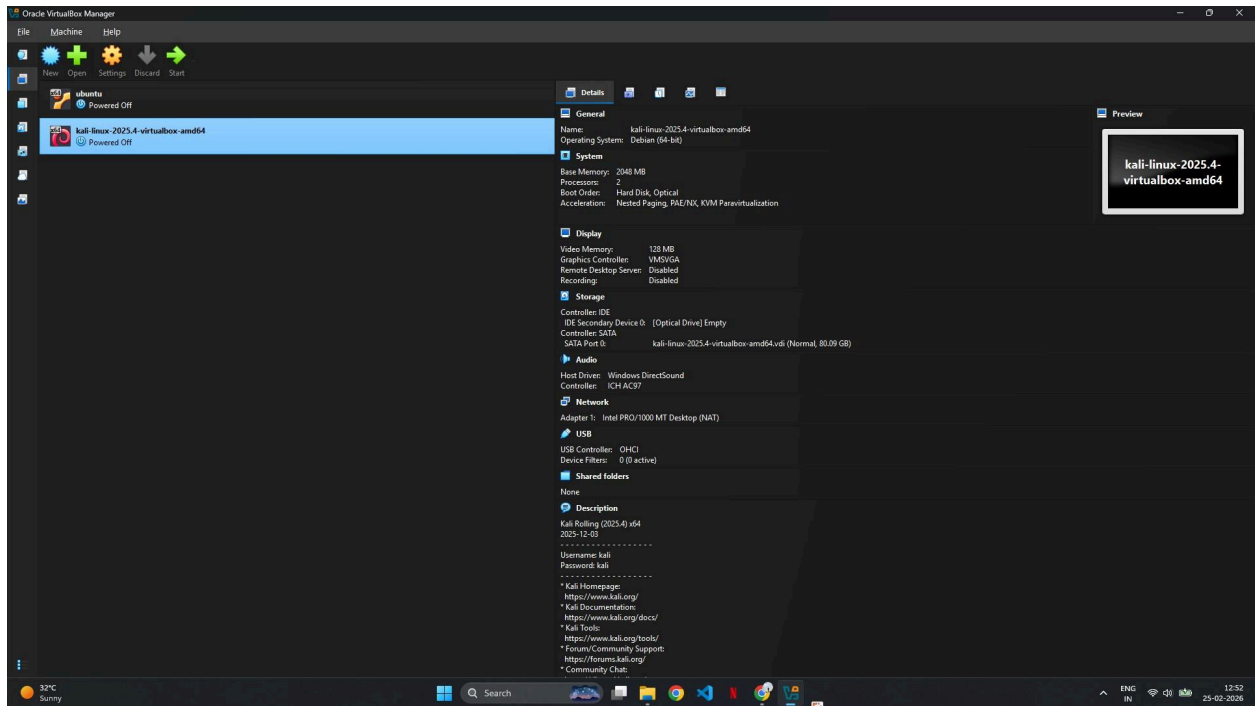 Oracle VirtualBox Manager
File Machine Help
New Open Settings Discard Start
ubuntu
Powered Off
kali-linux-2025.4-virtualbox-amd64
Powered Off
Details
General
Name: kali-linux-2025.4-virtualbox-amd64
Operating System: Debian (64-bit)
System
Base Memory: 2048 MB
Processors: 2
Boot Order: Hard Disk, Optical
Acceleration: Nested Paging, PAE/NX, KVM Paravirtualization
Display
Video Memory: 128 MB
Graphics Controller: VMSVGA
Remote Desktop Server: Disabled
Recording: Disabled
Storage
Controller: IDE
IDE Secondary Device 0: [Optical Drive] Empty
Controller: SATA
SATA Port 0: kali-linux-2025.4-virtualbox-amd64.vdi (Normal, 80.09 GB)
Audio
Host Driver: Windows DirectSound
Controller: ICH AC97
Network
Adapter 1: Intel PRO/1000 MT Desktop (NAT)
USB
USB Controller: OHCI
Device Filters: 0 (0 active)
Shared folders
None
Description
Kali Rolling (2025.4) x64
2025-12-03
- - - - - - - - - - - - - - - - - - -
Username: kali
Password: kali
- - - - - - - - - - - - - - - - - - -
* Kali Homepage:
https://www.kali.org/
* Kali Documentation:
https://www.kali.org/docs/
* Kali Tools:
https://www.kali.org/tools/
* Forum/Community Support:
https://forums.kali.org/
* Community Chat:
Preview
kali-linux-2025.4-
virtualbox-amd64
32°C
Sunny
Search
ENG
IN
12:52
25-02-2026